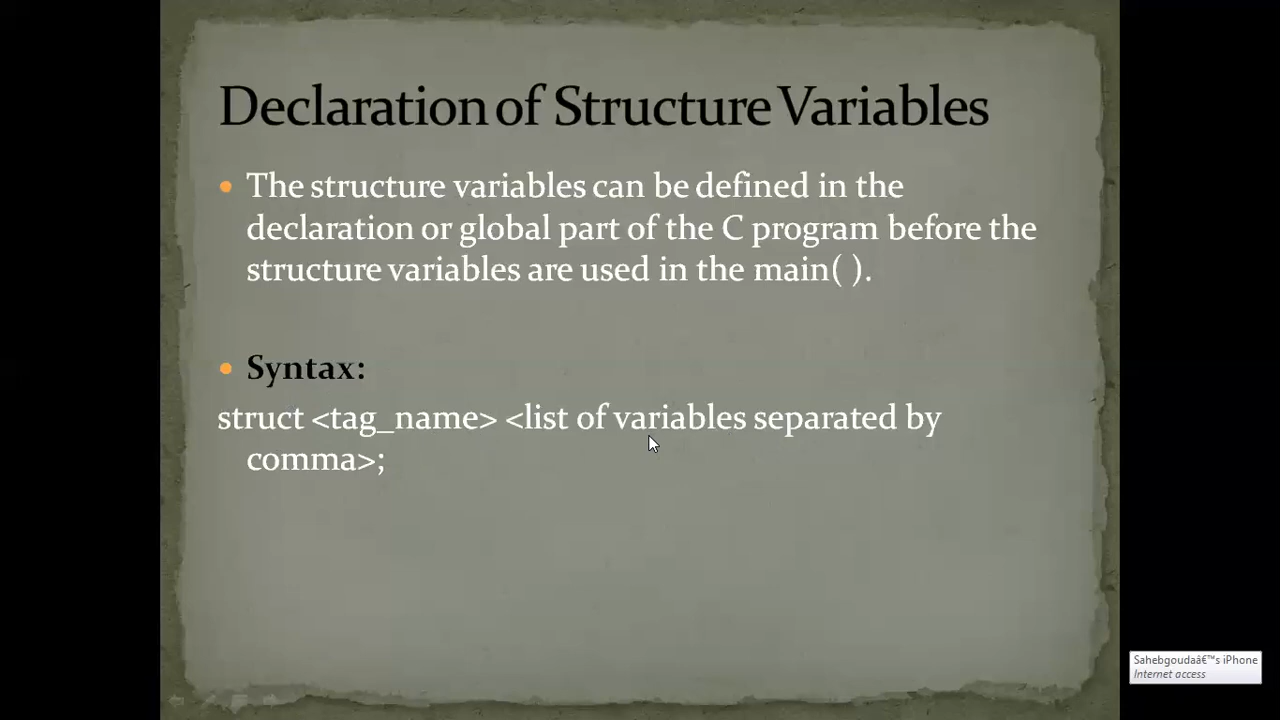 Declaration of Structure Variables
• The structure variables can be defined in the
declaration or global part of the C program before the
structure variables are used in the main( ).
• Syntax:
struct <tag_name> <list of variables separated by
comma>;
Sahebgoudaâ€™s iPhone
Internet access